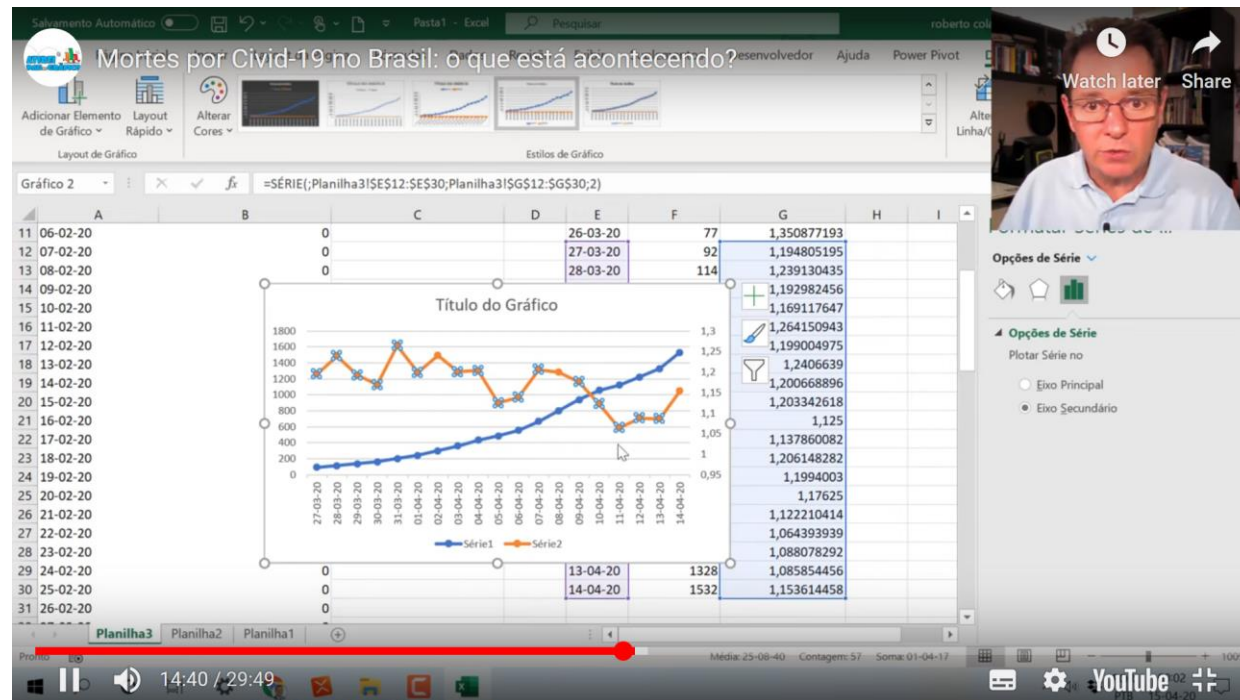 Salvamento Automático
Pasta1 - Excel
Pesquisar
roberto
Mortes por Civid-19 no Brasil: o que está acontecendo?
Desenvolvedor
Ajuda
Power Pivot
Watch later
Share
Adicionar Elemento de Gráfico
Layout Rápido
Alterar Cores
Layout de Gráfico
Estilos de Gráfico
Gráfico 2
fx
=SÉRIE(;Planilha3!$E$12:$E$30;Planilha3!$G$12:$G$30;2)
A B C D E F G H I
11 06-02-20 0 26-03-20 77 1,350877193
12 07-02-20 0 27-03-20 92 1,194805195
13 08-02-20 0 28-03-20 114 1,239130435
14 09-02-20 1,192982456
15 10-02-20 1,169117647
16 11-02-20 1,264150943
17 12-02-20 1,199004975
18 13-02-20 1,2406639
19 14-02-20 1,200668896
20 15-02-20 1,203342618
21 16-02-20 1,125
22 17-02-20 1,137860082
23 18-02-20 1,206148282
24 19-02-20 1,1994003
25 20-02-20 1,17625
26 21-02-20 1,122210414
27 22-02-20 1,064393939
28 23-02-20 1,088078292
29 24-02-20 0 13-04-20 1328 1,085854456
30 25-02-20 0 14-04-20 1532 1,153614458
31 26-02-20 0
Título do Gráfico
1800
1600
1400
1200
1000
800
600
400
200
0
1,3
1,25
1,2
1,15
1,1
1,05
1
0,95
27-03-20
28-03-20
29-03-20
30-03-20
31-03-20
01-04-20
02-04-20
03-04-20
04-04-20
05-04-20
06-04-20
07-04-20
08-04-20
09-04-20
10-04-20
11-04-20
12-04-20
13-04-20
14-04-20
Série1
Série2
Opções de Série
Opções de Série
Plotar Série no
Eixo Principal
Eixo Secundário
Planilha3
Planilha2
Planilha1
Média: 25-08-40
Contagem: 57
Soma: 01-04-17
14:40 / 29:49
YouTube
15-04-20